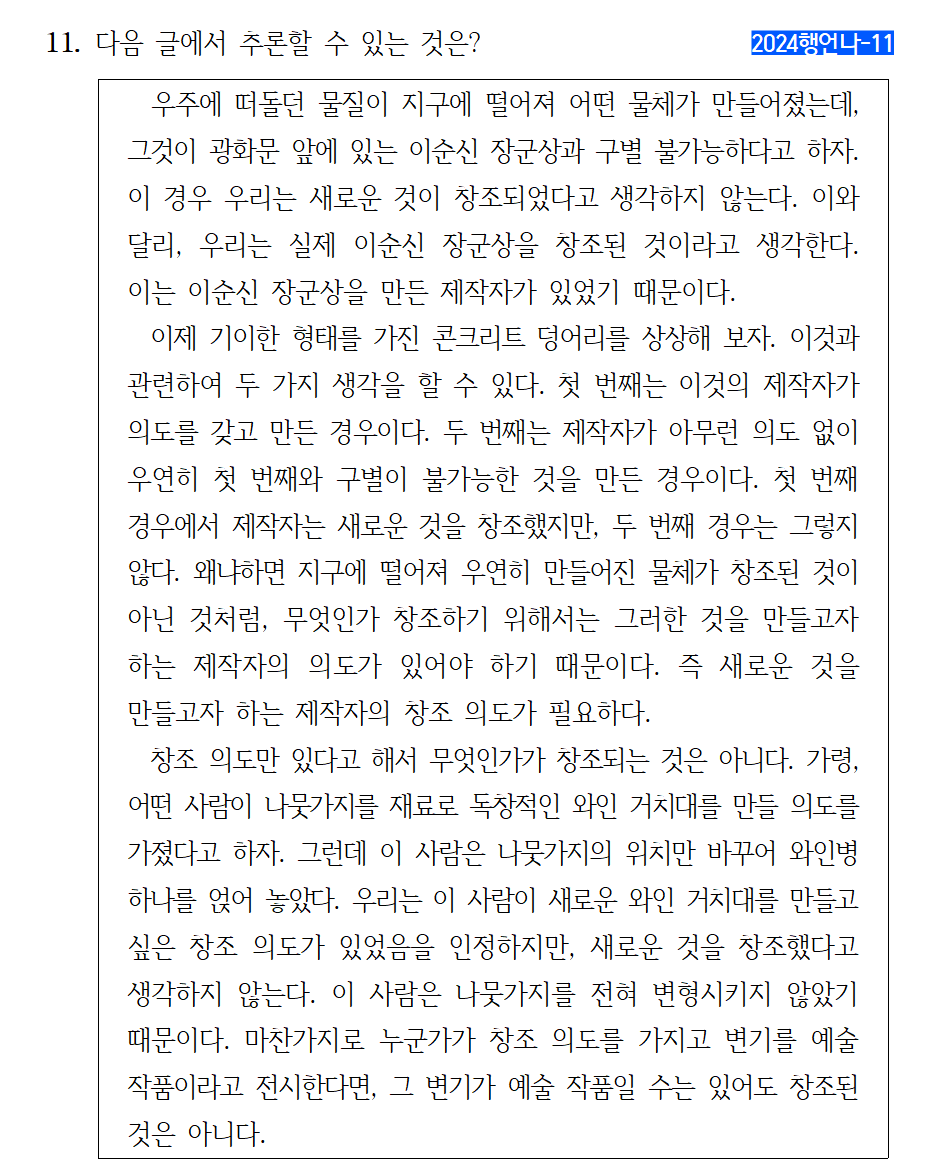 11. 다음 글에서 추론할 수 있는 것은? 2024행언나-11
우주에 떠돌던 물질이 지구에 떨어져 어떤 물체가 만들어졌는데,
그것이 광화문 앞에 있는 이순신 장군상과 구별 불가능하다고 하자.
이 경우 우리는 새로운 것이 창조되었다고 생각하지 않는다. 이와
달리, 우리는 실제 이순신 장군상을 창조된 것이라고 생각한다.
이는 이순신 장군상을 만든 제작자가 있었기 때문이다.
이제 기이한 형태를 가진 콘크리트 덩어리를 상상해 보자. 이것과
관련하여 두 가지 생각을 할 수 있다. 첫 번째는 이것의 제작자가
의도를 갖고 만든 경우이다. 두 번째는 제작자가 아무런 의도 없이
우연히 첫 번째와 구별이 불가능한 것을 만든 경우이다. 첫 번째
경우에서 제작자는 새로운 것을 창조했지만, 두 번째 경우는 그렇지
않다. 왜냐하면 지구에 떨어져 우연히 만들어진 물체가 창조된 것이
아닌 것처럼, 무엇인가 창조하기 위해서는 그러한 것을 만들고자
하는 제작자의 의도가 있어야 하기 때문이다. 즉 새로운 것을
만들고자 하는 제작자의 창조 의도가 필요하다.
창조 의도만 있다고 해서 무엇인가가 창조되는 것은 아니다. 가령,
어떤 사람이 나뭇가지를 재료로 독창적인 와인 거치대를 만들 의도를
가졌다고 하자. 그런데 이 사람은 나뭇가지의 위치만 바꾸어 와인병
하나를 얹어 놓았다. 우리는 이 사람이 새로운 와인 거치대를 만들고
싶은 창조 의도가 있었음을 인정하지만, 새로운 것을 창조했다고
생각하지 않는다. 이 사람은 나뭇가지를 전혀 변형시키지 않았기
때문이다. 마찬가지로 누군가가 창조 의도를 가지고 변기를 예술
작품이라고 전시한다면, 그 변기가 예술 작품일 수는 있어도 창조된
것은 아니다.